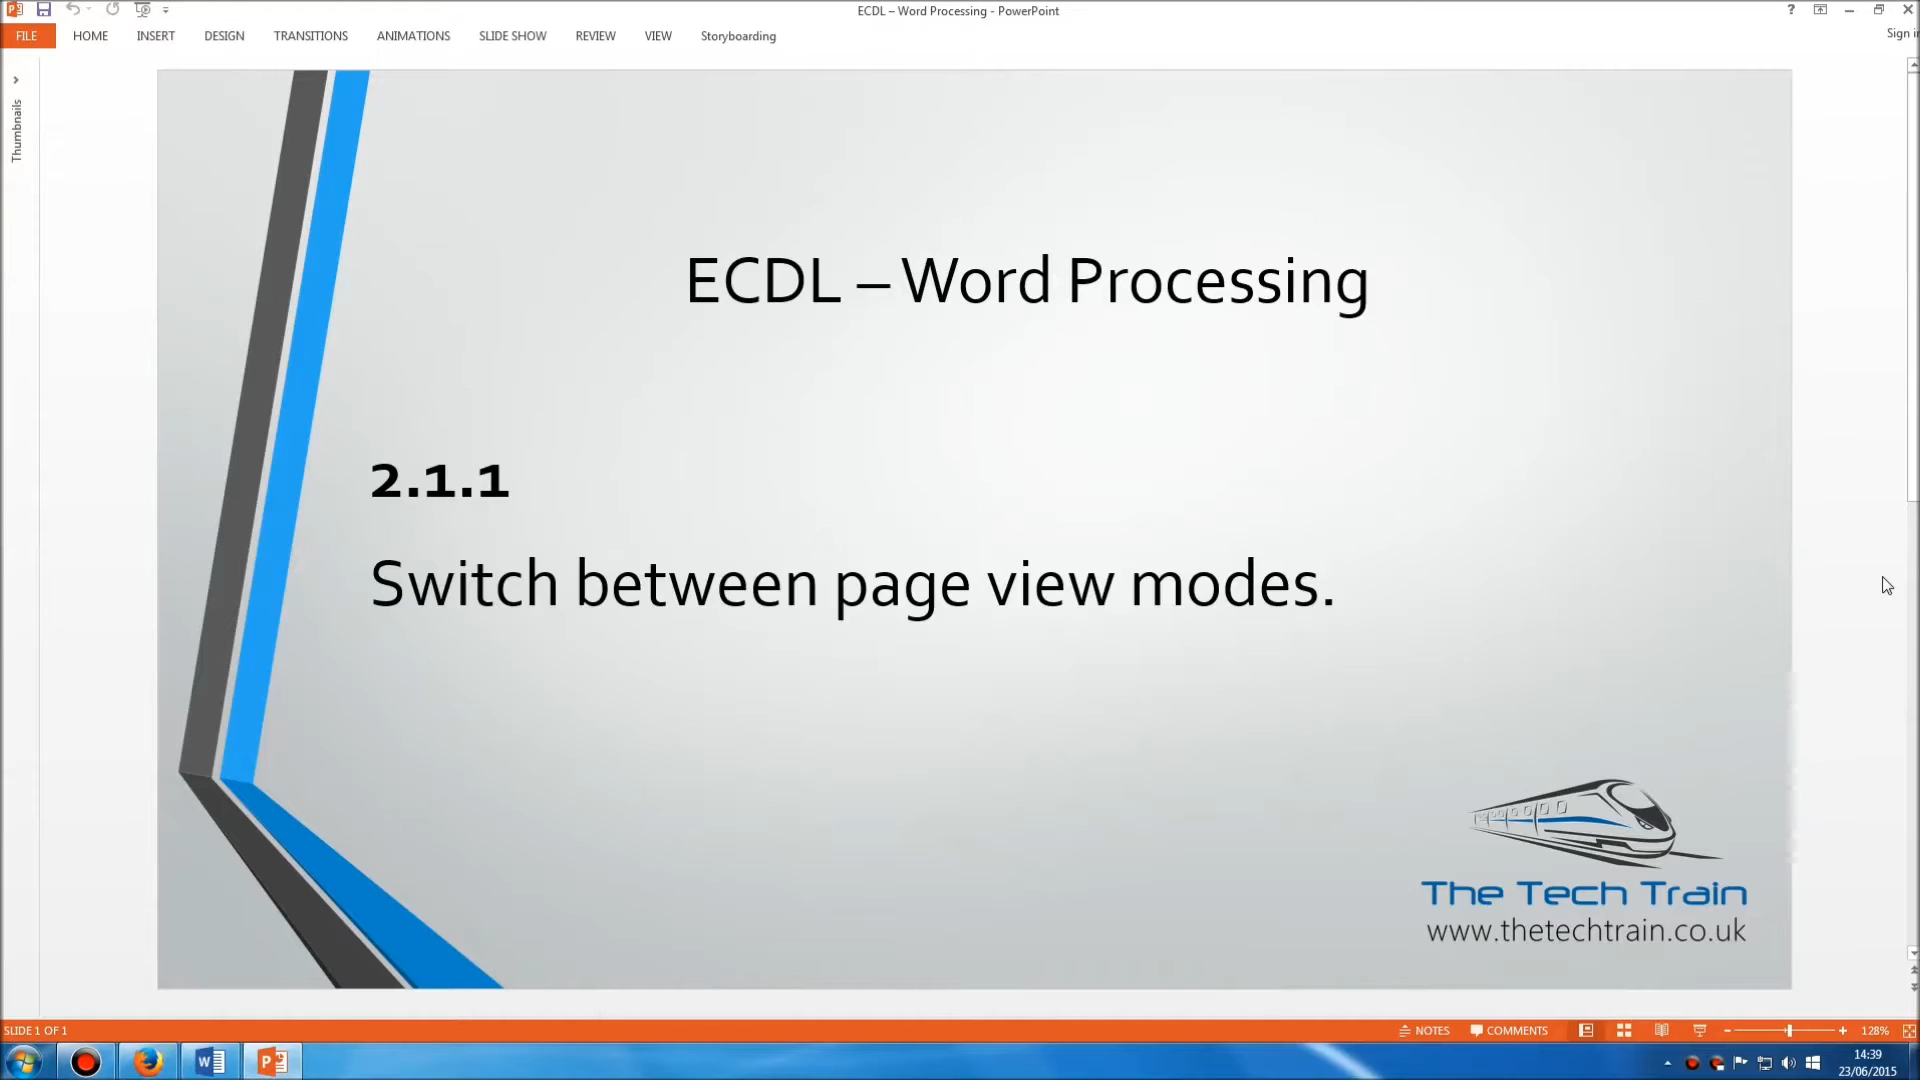 ECDL – Word Processing - PowerPoint
?
Sign in
FILE HOME INSERT DESIGN TRANSITIONS ANIMATIONS SLIDE SHOW REVIEW VIEW Storyboarding
Thumbnails
ECDL – Word Processing
2.1.1
Switch between page view modes.
The Tech Train
www.thetechtrain.co.uk
SLIDE 1 OF 1 NOTES COMMENTS 128%
14:39
23/06/2015